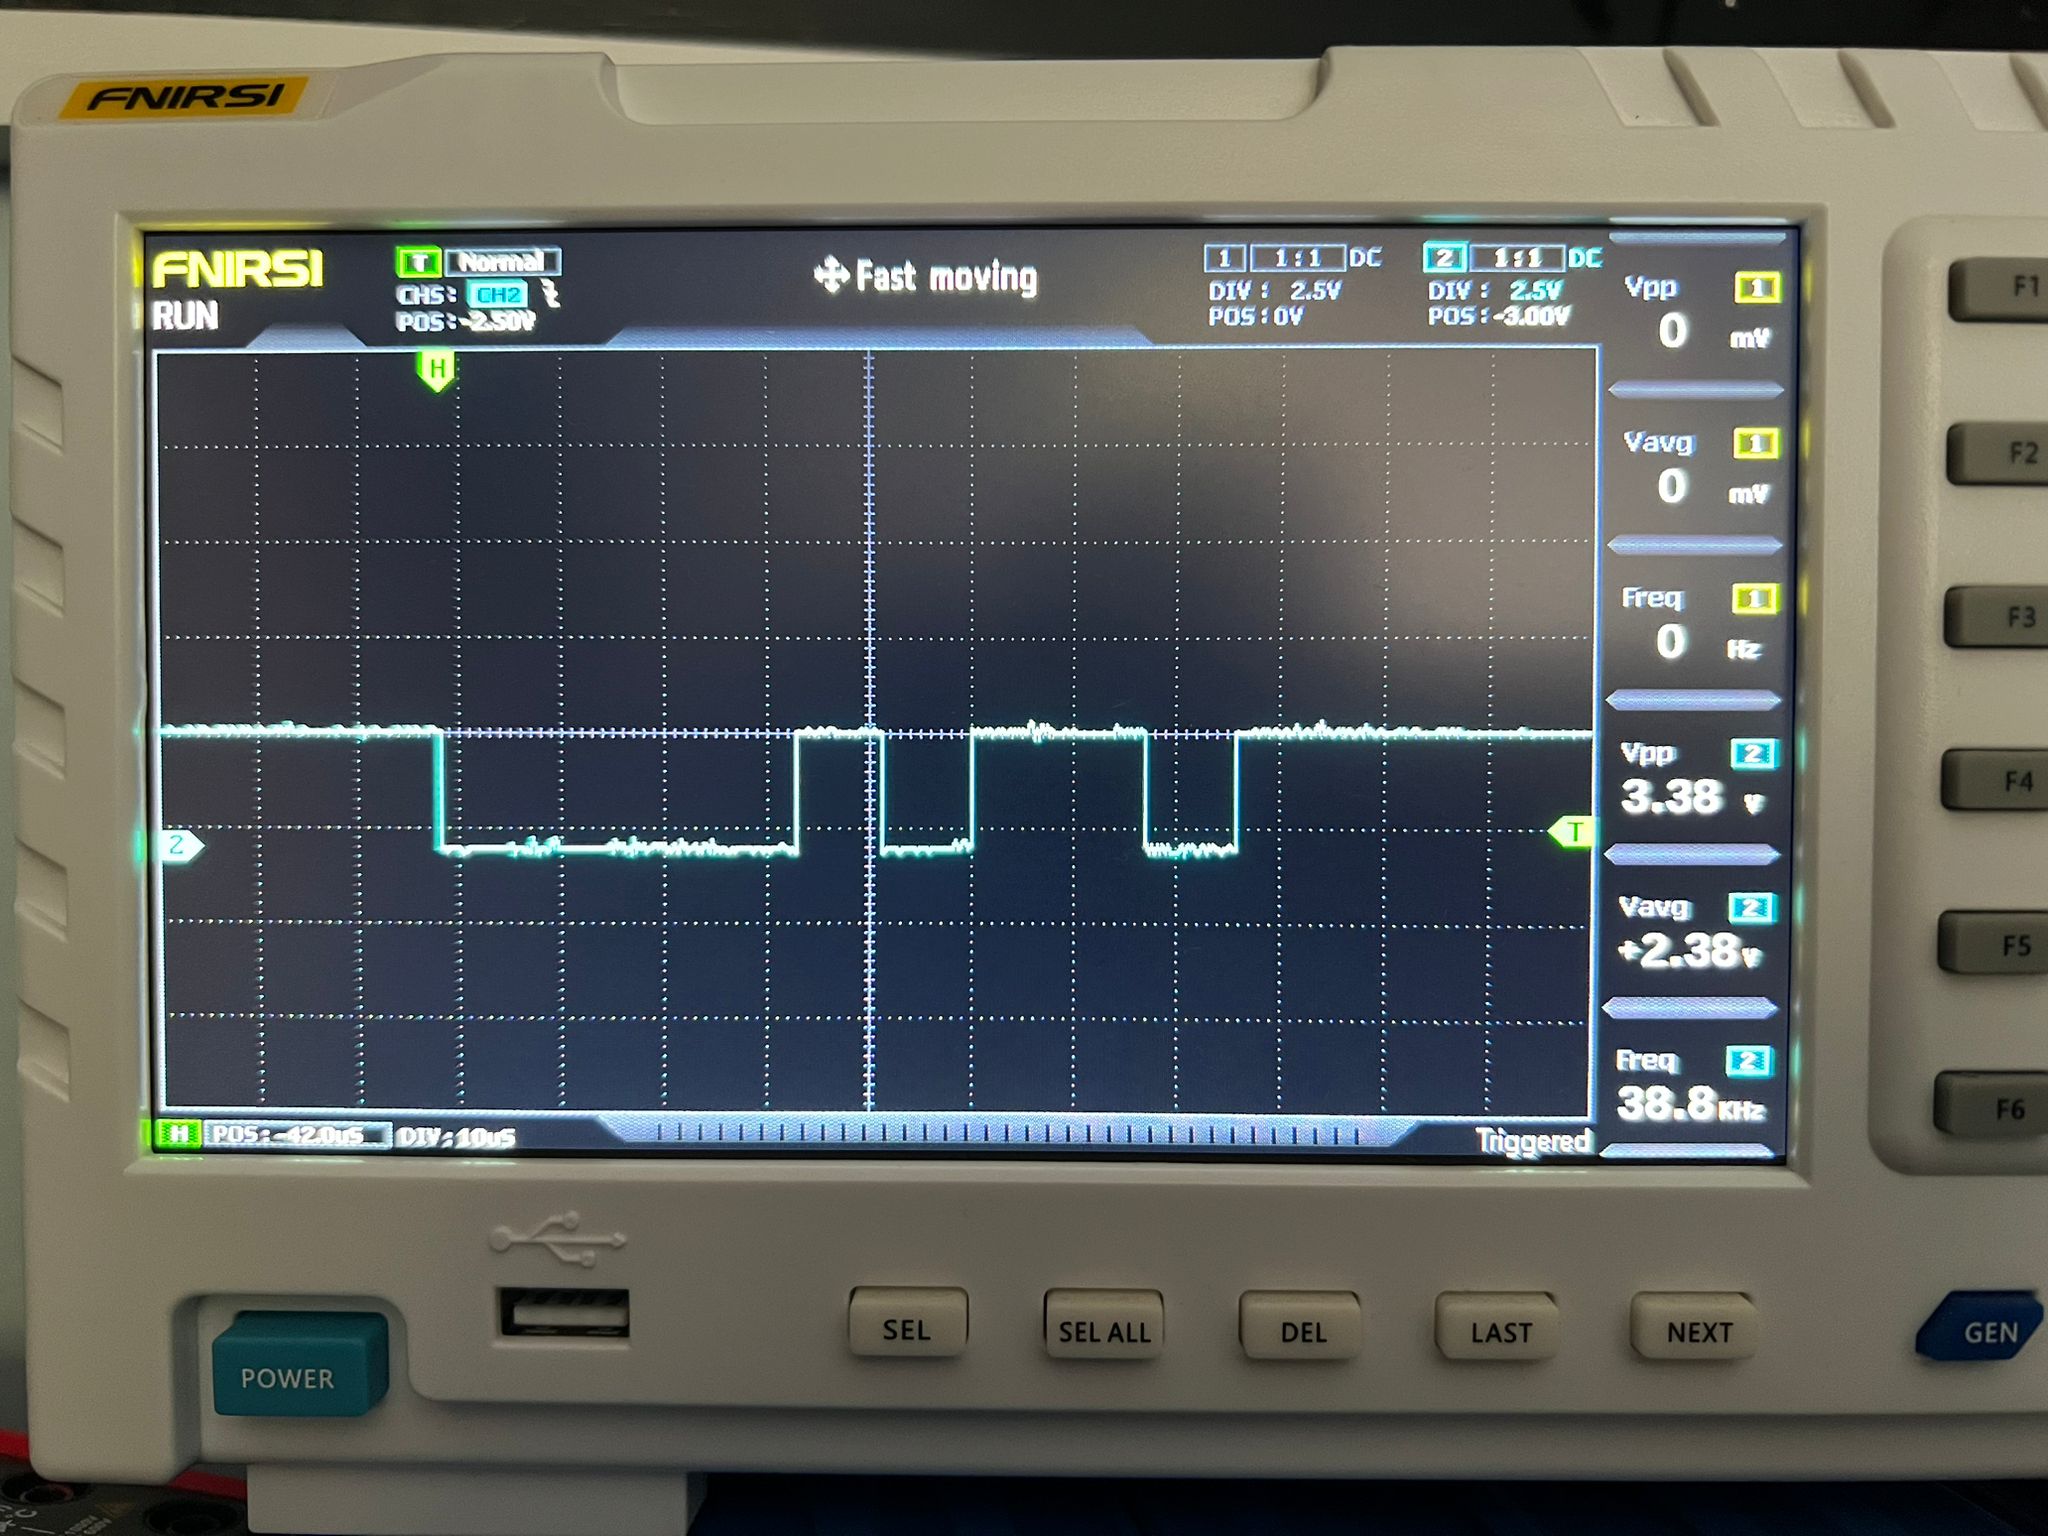 FNIRSI
FNIRSI
RUN
T Normal
CHS: CH2
POS:-2.50V
Fast moving
1 1:1 DC
DIV: 2.5V
POS:0V
2 1:1 DC
DIV: 2.5V
POS:-3.00V
H
2
T
Vpp 1
0 mV
Vavg 1
0 mV
Freq 1
0 Hz
Vpp 2
3.38 V
Vavg 2
+2.38V
Freq 2
38.8KHz
H POS:-42.0uS DIV:10uS
Triggered
F1
F2
F3
F4
F5
F6
POWER
SEL
SEL ALL
DEL
LAST
NEXT
GEN